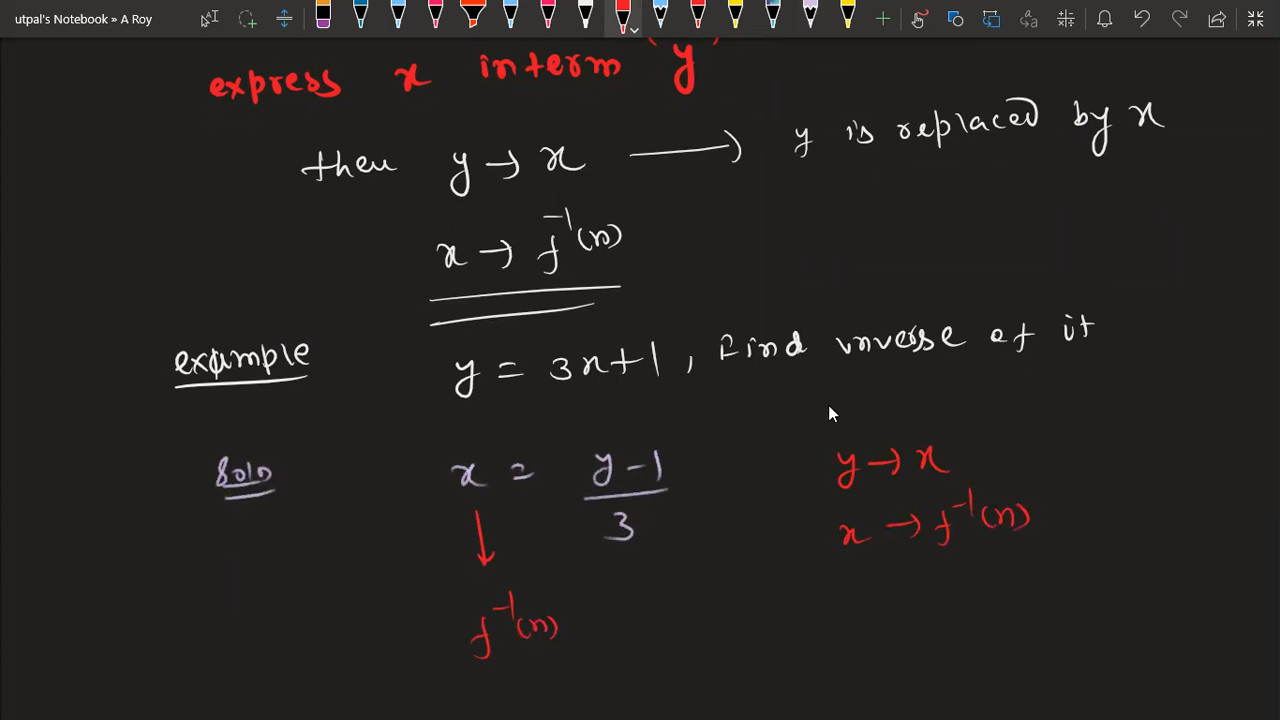 utpal's Notebook » A Roy
express x interm 'y'
then y → x → y is replaced by x
x → f⁻¹(x)
example y = 3x+1, Find inverse of it
Soln x = y-1/3 y → x
x → f⁻¹(x)
f⁻¹(x)